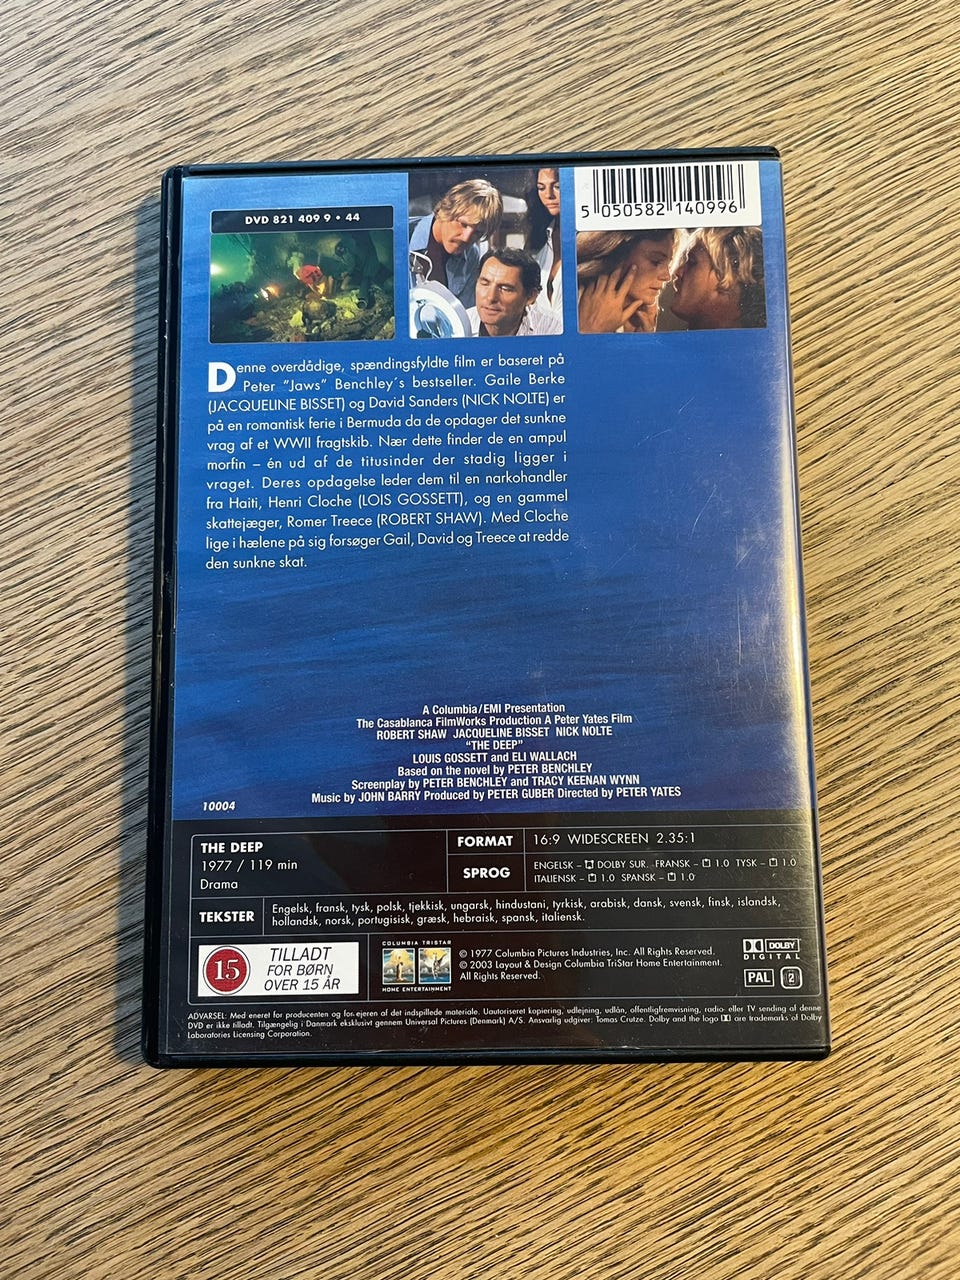 DVD 821 409 9 • 44
5 050582 140996
Denne overdådige, spændingsfyldte film er baseret på
Peter "Jaws" Benchley´s bestseller. Gaile Berke
(JACQUELINE BISSET) og David Sanders (NICK NOLTE) er
på en romantisk ferie i Bermuda da de opdager det sunkne
vrag af et WWII fragtskib. Nær dette finder de en ampul
morfin – én ud af de titusinder der stadig ligger i
vraget. Deres opdagelse leder dem til en narkohandler
fra Haiti, Henri Cloche (LOIS GOSSETT), og en gammel
skattejæger, Romer Treece (ROBERT SHAW). Med Cloche
lige i hælene på sig forsøger Gail, David og Treece at redde
den sunkne skat.
A Columbia/EMI Presentation
The Casablanca FilmWorks Production A Peter Yates Film
ROBERT SHAW JACQUELINE BISSET NICK NOLTE
"THE DEEP"
LOUIS GOSSETT and ELI WALLACH
Based on the novel by PETER BENCHLEY
Screenplay by PETER BENCHLEY and TRACY KEENAN WYNN
Music by JOHN BARRY Produced by PETER GUBER Directed by PETER YATES
10004
THE DEEP
1977 / 119 min
Drama
FORMAT
16:9 WIDESCREEN 2.35:1
SPROG
ENGELSK – DOLBY SUR. FRANSK – 1.0 TYSK – 1.0
ITALIENSK – 1.0 SPANSK – 1.0
TEKSTER
Engelsk, fransk, tysk, polsk, tjekkisk, ungarsk, hindustani, tyrkisk, arabisk, dansk, svensk, finsk, islandsk,
hollandsk, norsk, portugisisk, græsk, hebraisk, spansk, italiensk.
15
TILLADT
FOR BØRN
OVER 15 ÅR
COLUMBIA TRISTAR
HOME ENTERTAINMENT
© 1977 Columbia Pictures Industries, Inc. All Rights Reserved.
© 2003 Layout & Design Columbia TriStar Home Entertainment.
All Rights Reserved.
DOLBY
DIGITAL
PAL
2
ADVARSEL: Med eneret for producenten og for ejeren af det indspillede materiale. Uautoriseret kopiering, udlejning, udlån, offentligfremvisning, radio- eller TV sending af denne
DVD er ikke tilladt. Tilgængelig i Danmark eksklusivt gennem Universal Pictures (Denmark) A/S. Ansvarlig udgiver: Tomas Crutze. Dolby and the logo are trademarks of Dolby
Laboratories Licensing Corporation.